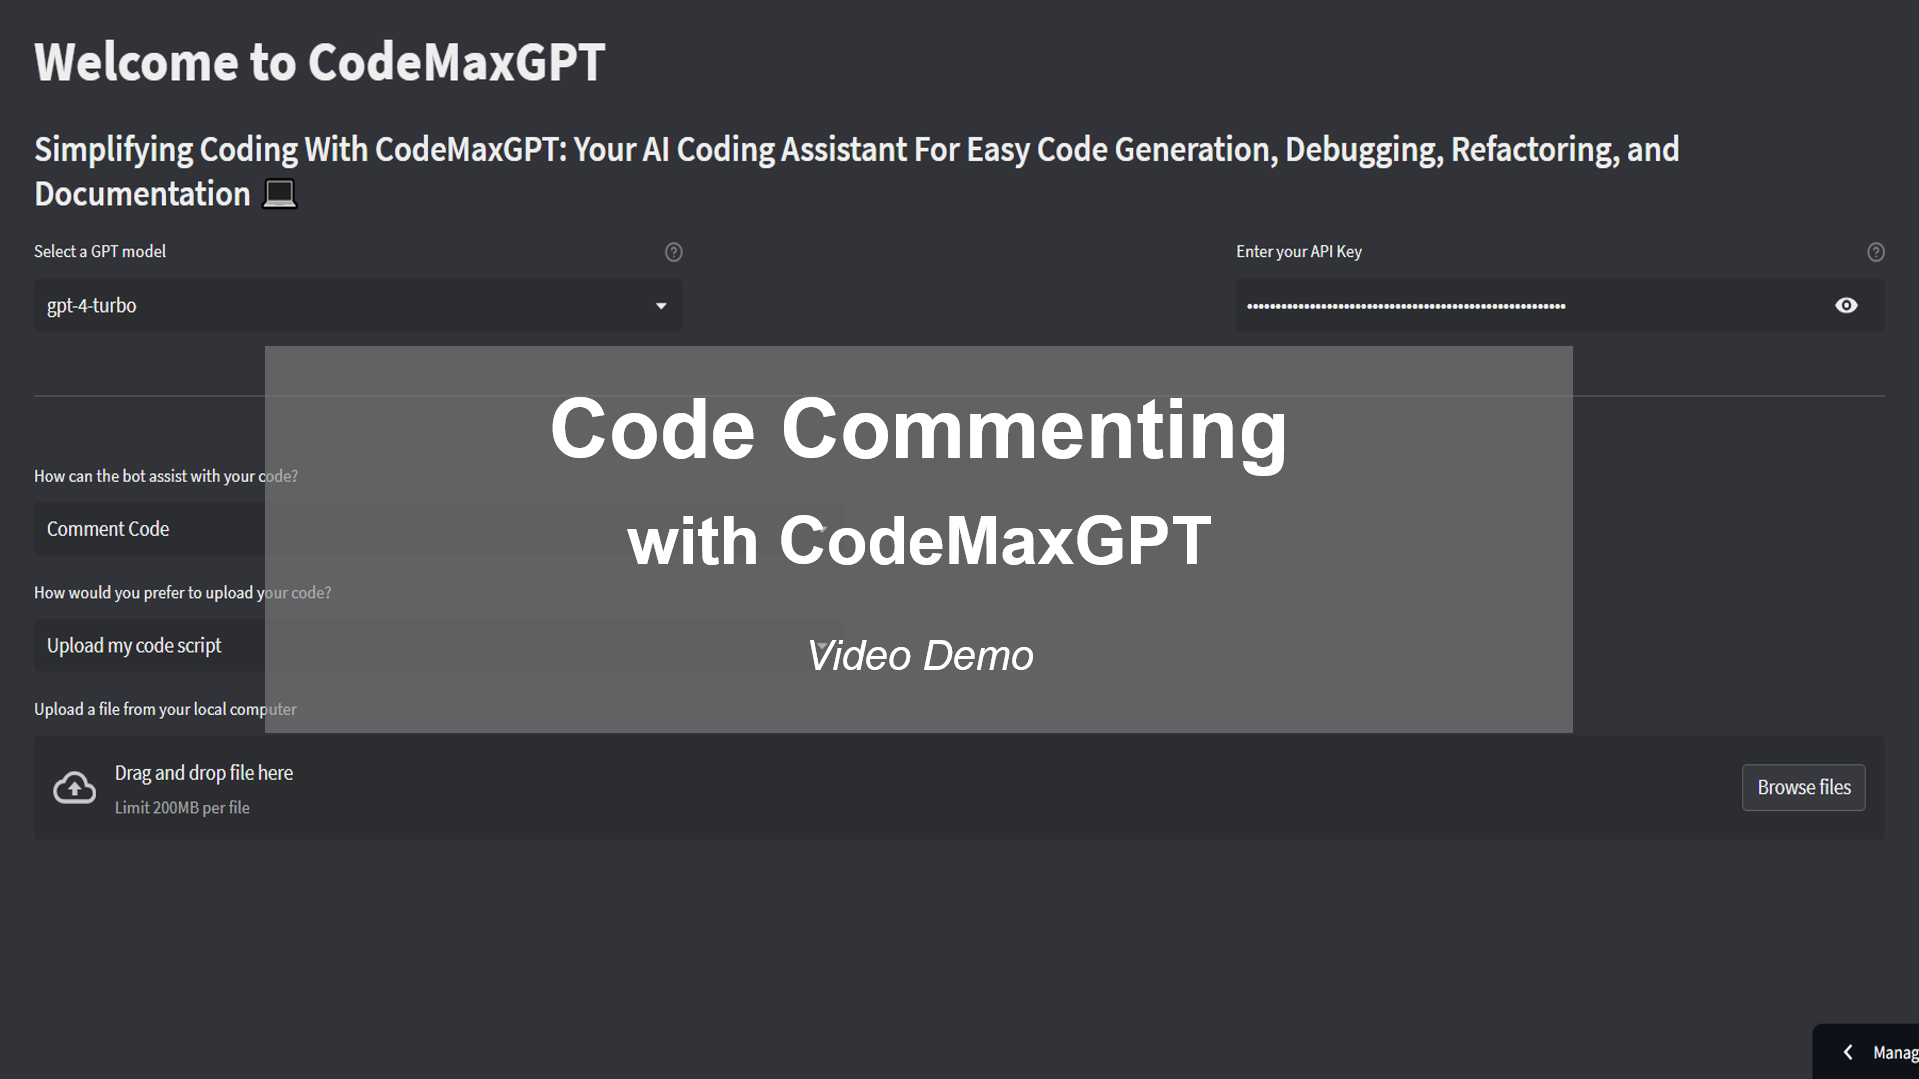 Welcome to CodeMaxGPT
Simplifying Coding With CodeMaxGPT: Your AI Coding Assistant For Easy Code Generation, Debugging, Refactoring, and
Documentation
Select a GPT model
Enter your API Key
gpt-4-turbo
Code Commenting
with CodeMaxGPT
Video Demo
How can the bot assist with your code?
Comment Code
How would you prefer to upload your code?
Upload my code script
Upload a file from your local computer
Drag and drop file here
Limit 200MB per file
Browse files
Manag